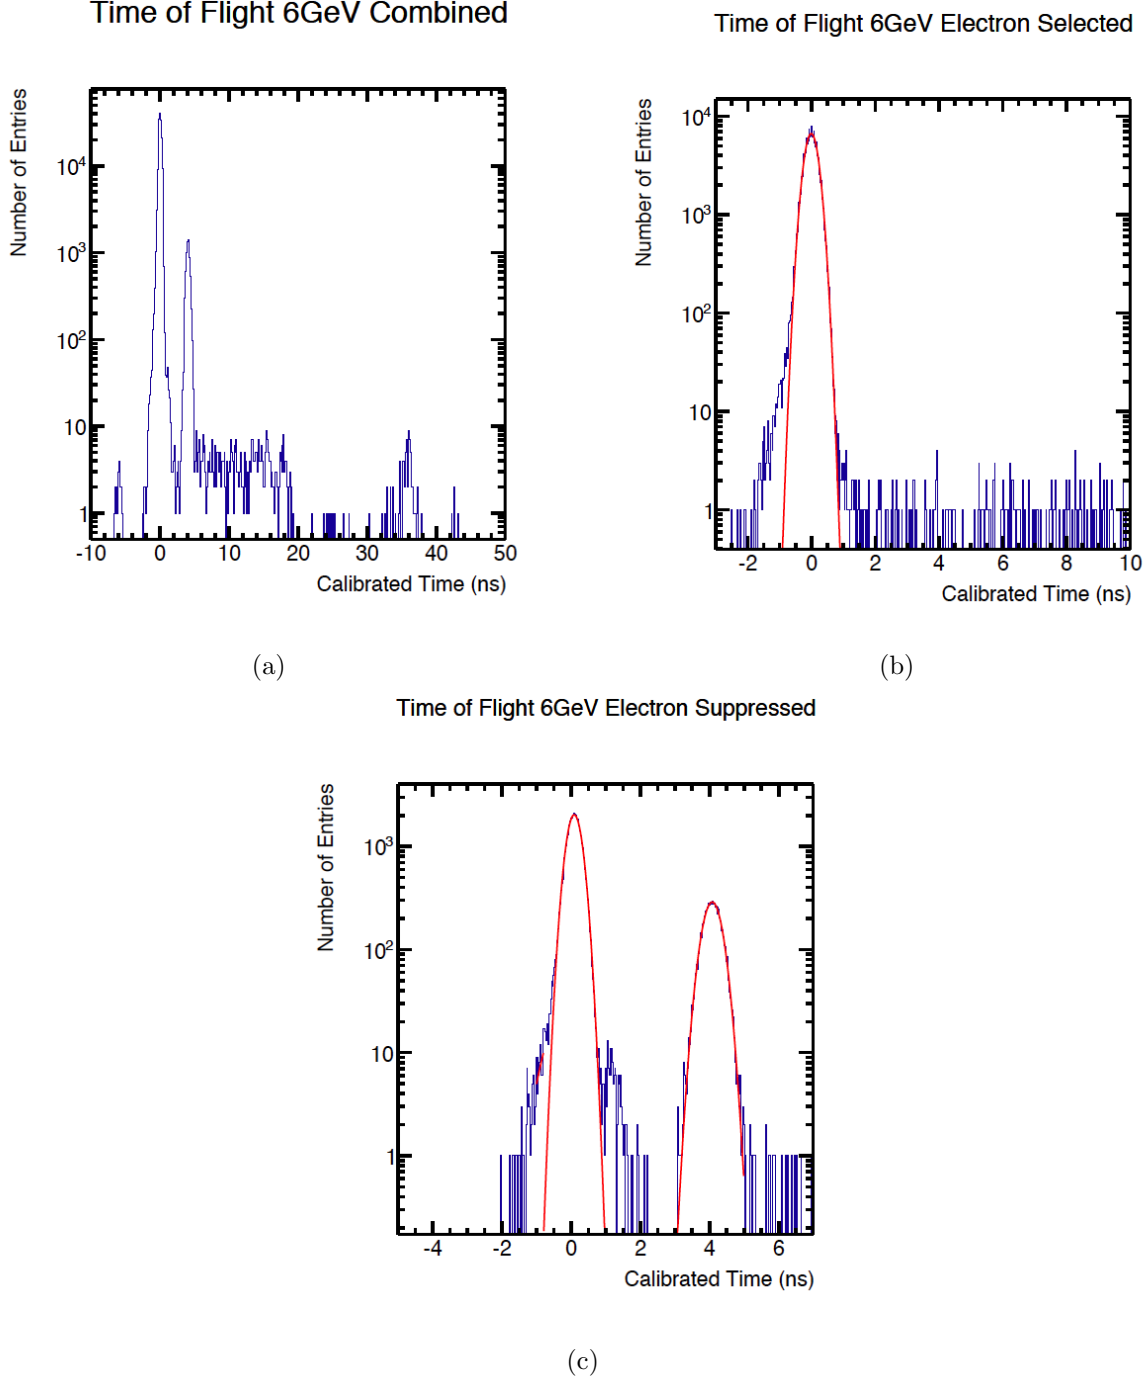 Time of Flight 6GeV Combined
Number of Entries
10^4
10^3
10^2
10
1
-10 0 10 20 30 40 50
Calibrated Time (ns)
(a)
Time of Flight 6GeV Electron Selected
Number of Entries
10^4
10^3
10^2
10
1
-2 0 2 4 6 8 10
Calibrated Time (ns)
(b)
Time of Flight 6GeV Electron Suppressed
Number of Entries
10^3
10^2
10
1
-4 -2 0 2 4 6
Calibrated Time (ns)
(c)